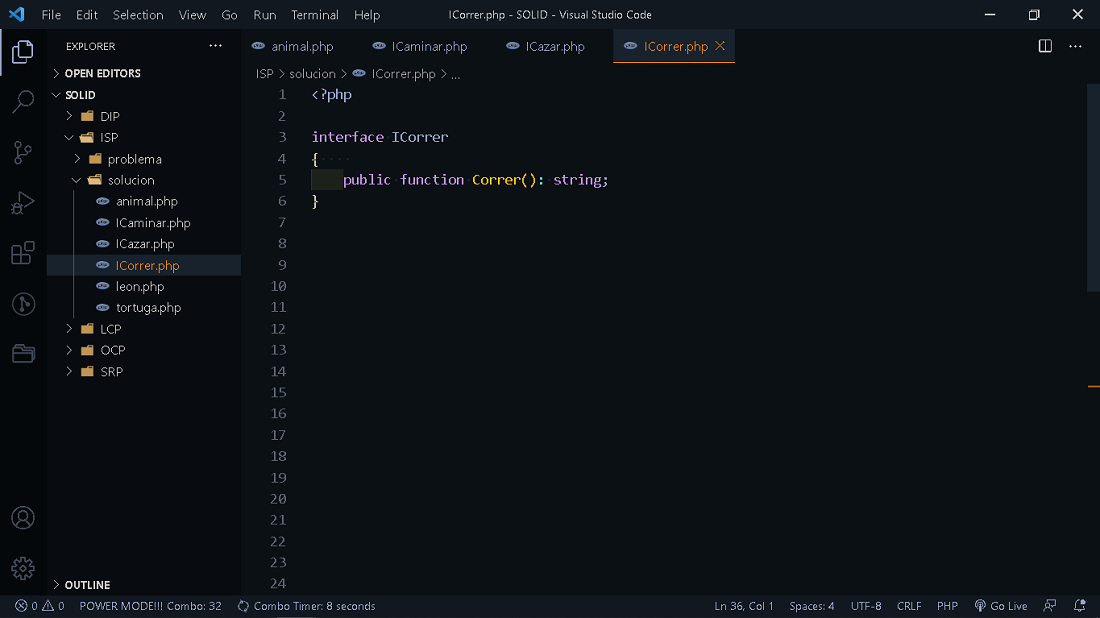 File Edit Selection View Go Run Terminal Help ICorrer.php - SOLID - Visual Studio Code
EXPLORER
animal.php ICaminar.php ICazar.php ICorrer.php
OPEN EDITORS
SOLID
DIP
ISP
problema
solucion
animal.php
ICaminar.php
ICazar.php
ICorrer.php
leon.php
tortuga.php
LCP
OCP
SRP
OUTLINE
ISP > solucion > ICorrer.php > ...
1 <?php
2
3 interface ICorrer
4 {
5 public function Correr(): string;
6 }
7
8
9
10
11
12
13
14
15
16
17
18
19
20
21
22
23
24
0 0 POWER MODE!!! Combo: 32 Combo Timer: 8 seconds Ln 36, Col 1 Spaces: 4 UTF-8 CRLF PHP Go Live